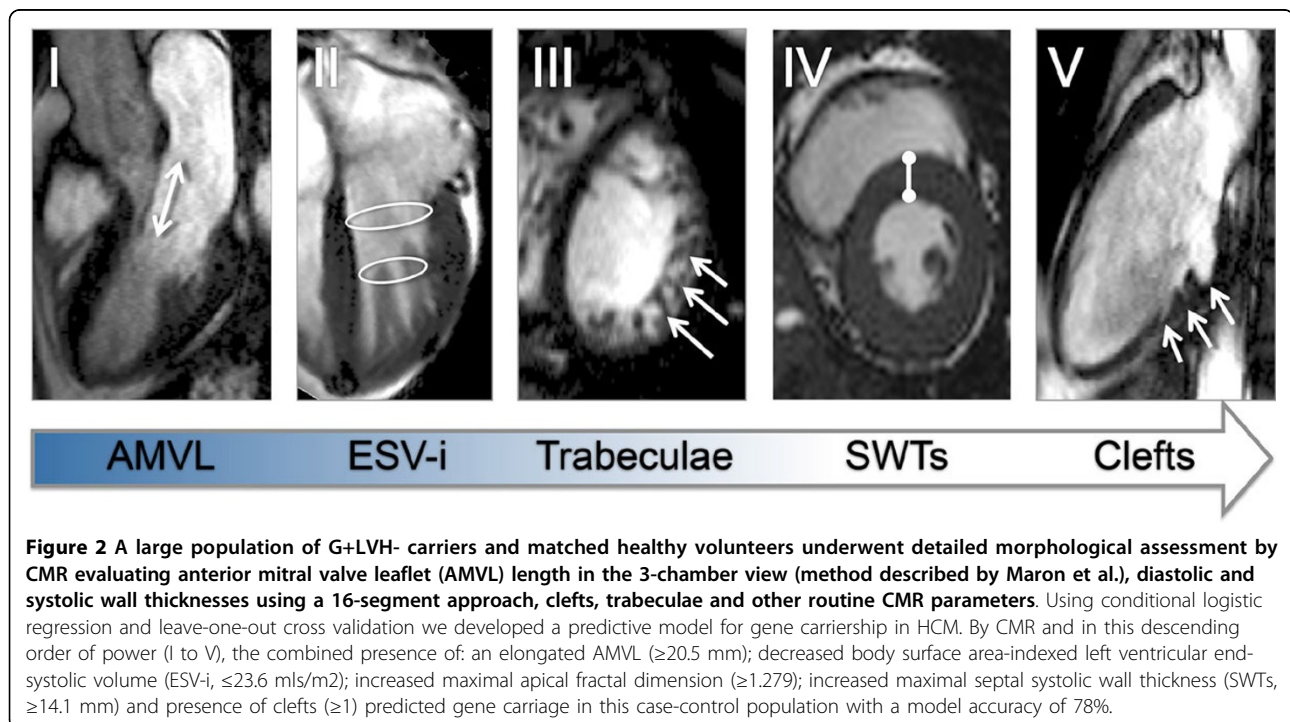 I II III IV V
AMVL ESV-i Trabeculae SWTs Clefts
Figure 2 A large population of G+LVH- carriers and matched healthy volunteers underwent detailed morphological assessment by
CMR evaluating anterior mitral valve leaflet (AMVL) length in the 3-chamber view (method described by Maron et al.), diastolic and
systolic wall thicknesses using a 16-segment approach, clefts, trabeculae and other routine CMR parameters. Using conditional logistic
regression and leave-one-out cross validation we developed a predictive model for gene carriership in HCM. By CMR and in this descending
order of power (I to V), the combined presence of: an elongated AMVL (≥20.5 mm); decreased body surface area-indexed left ventricular end-
systolic volume (ESV-i, ≤23.6 mls/m2); increased maximal apical fractal dimension (≥1.279); increased maximal septal systolic wall thickness (SWTs,
≥14.1 mm) and presence of clefts (≥1) predicted gene carriage in this case-control population with a model accuracy of 78%.